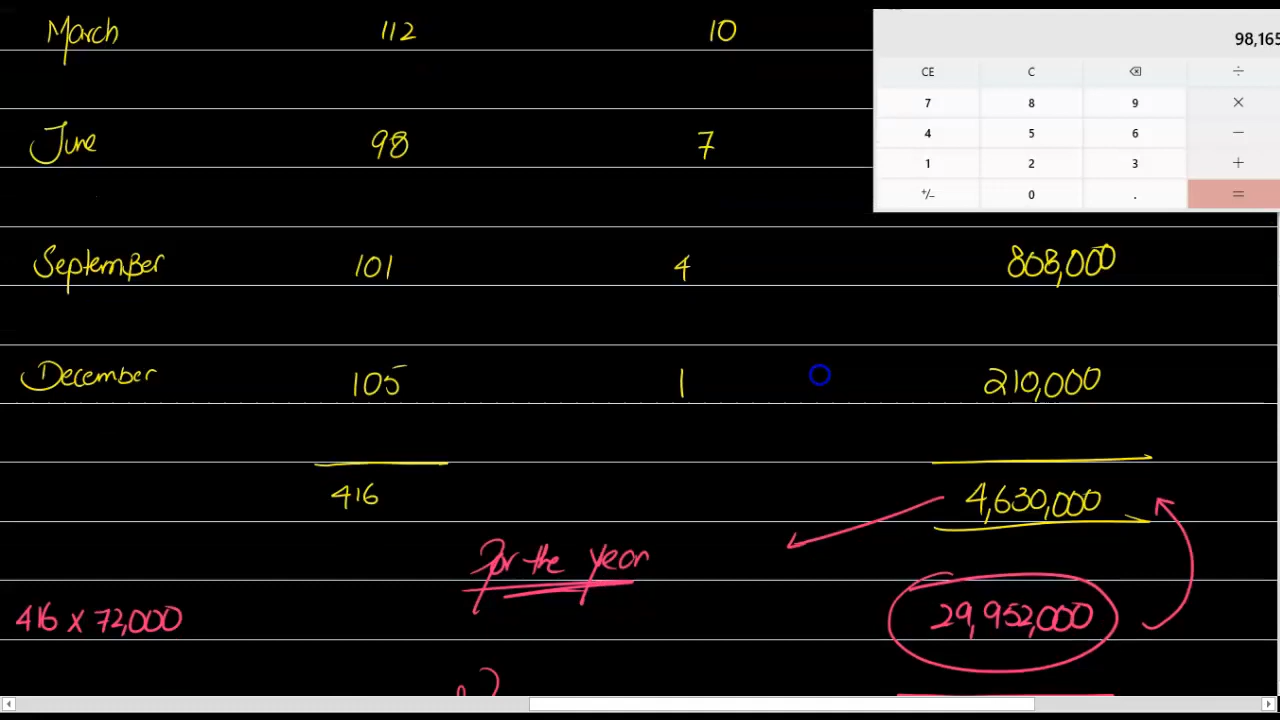 March 112 10
98,165
CE C ⌫ ÷
7 8 9 ×
4 5 6 −
1 2 3 +
+/− 0 . =
June 98 7
September 101 4 808,000
December 105 1 210,000
416 4,630,000
For the year
416 x 72,000 29,952,000